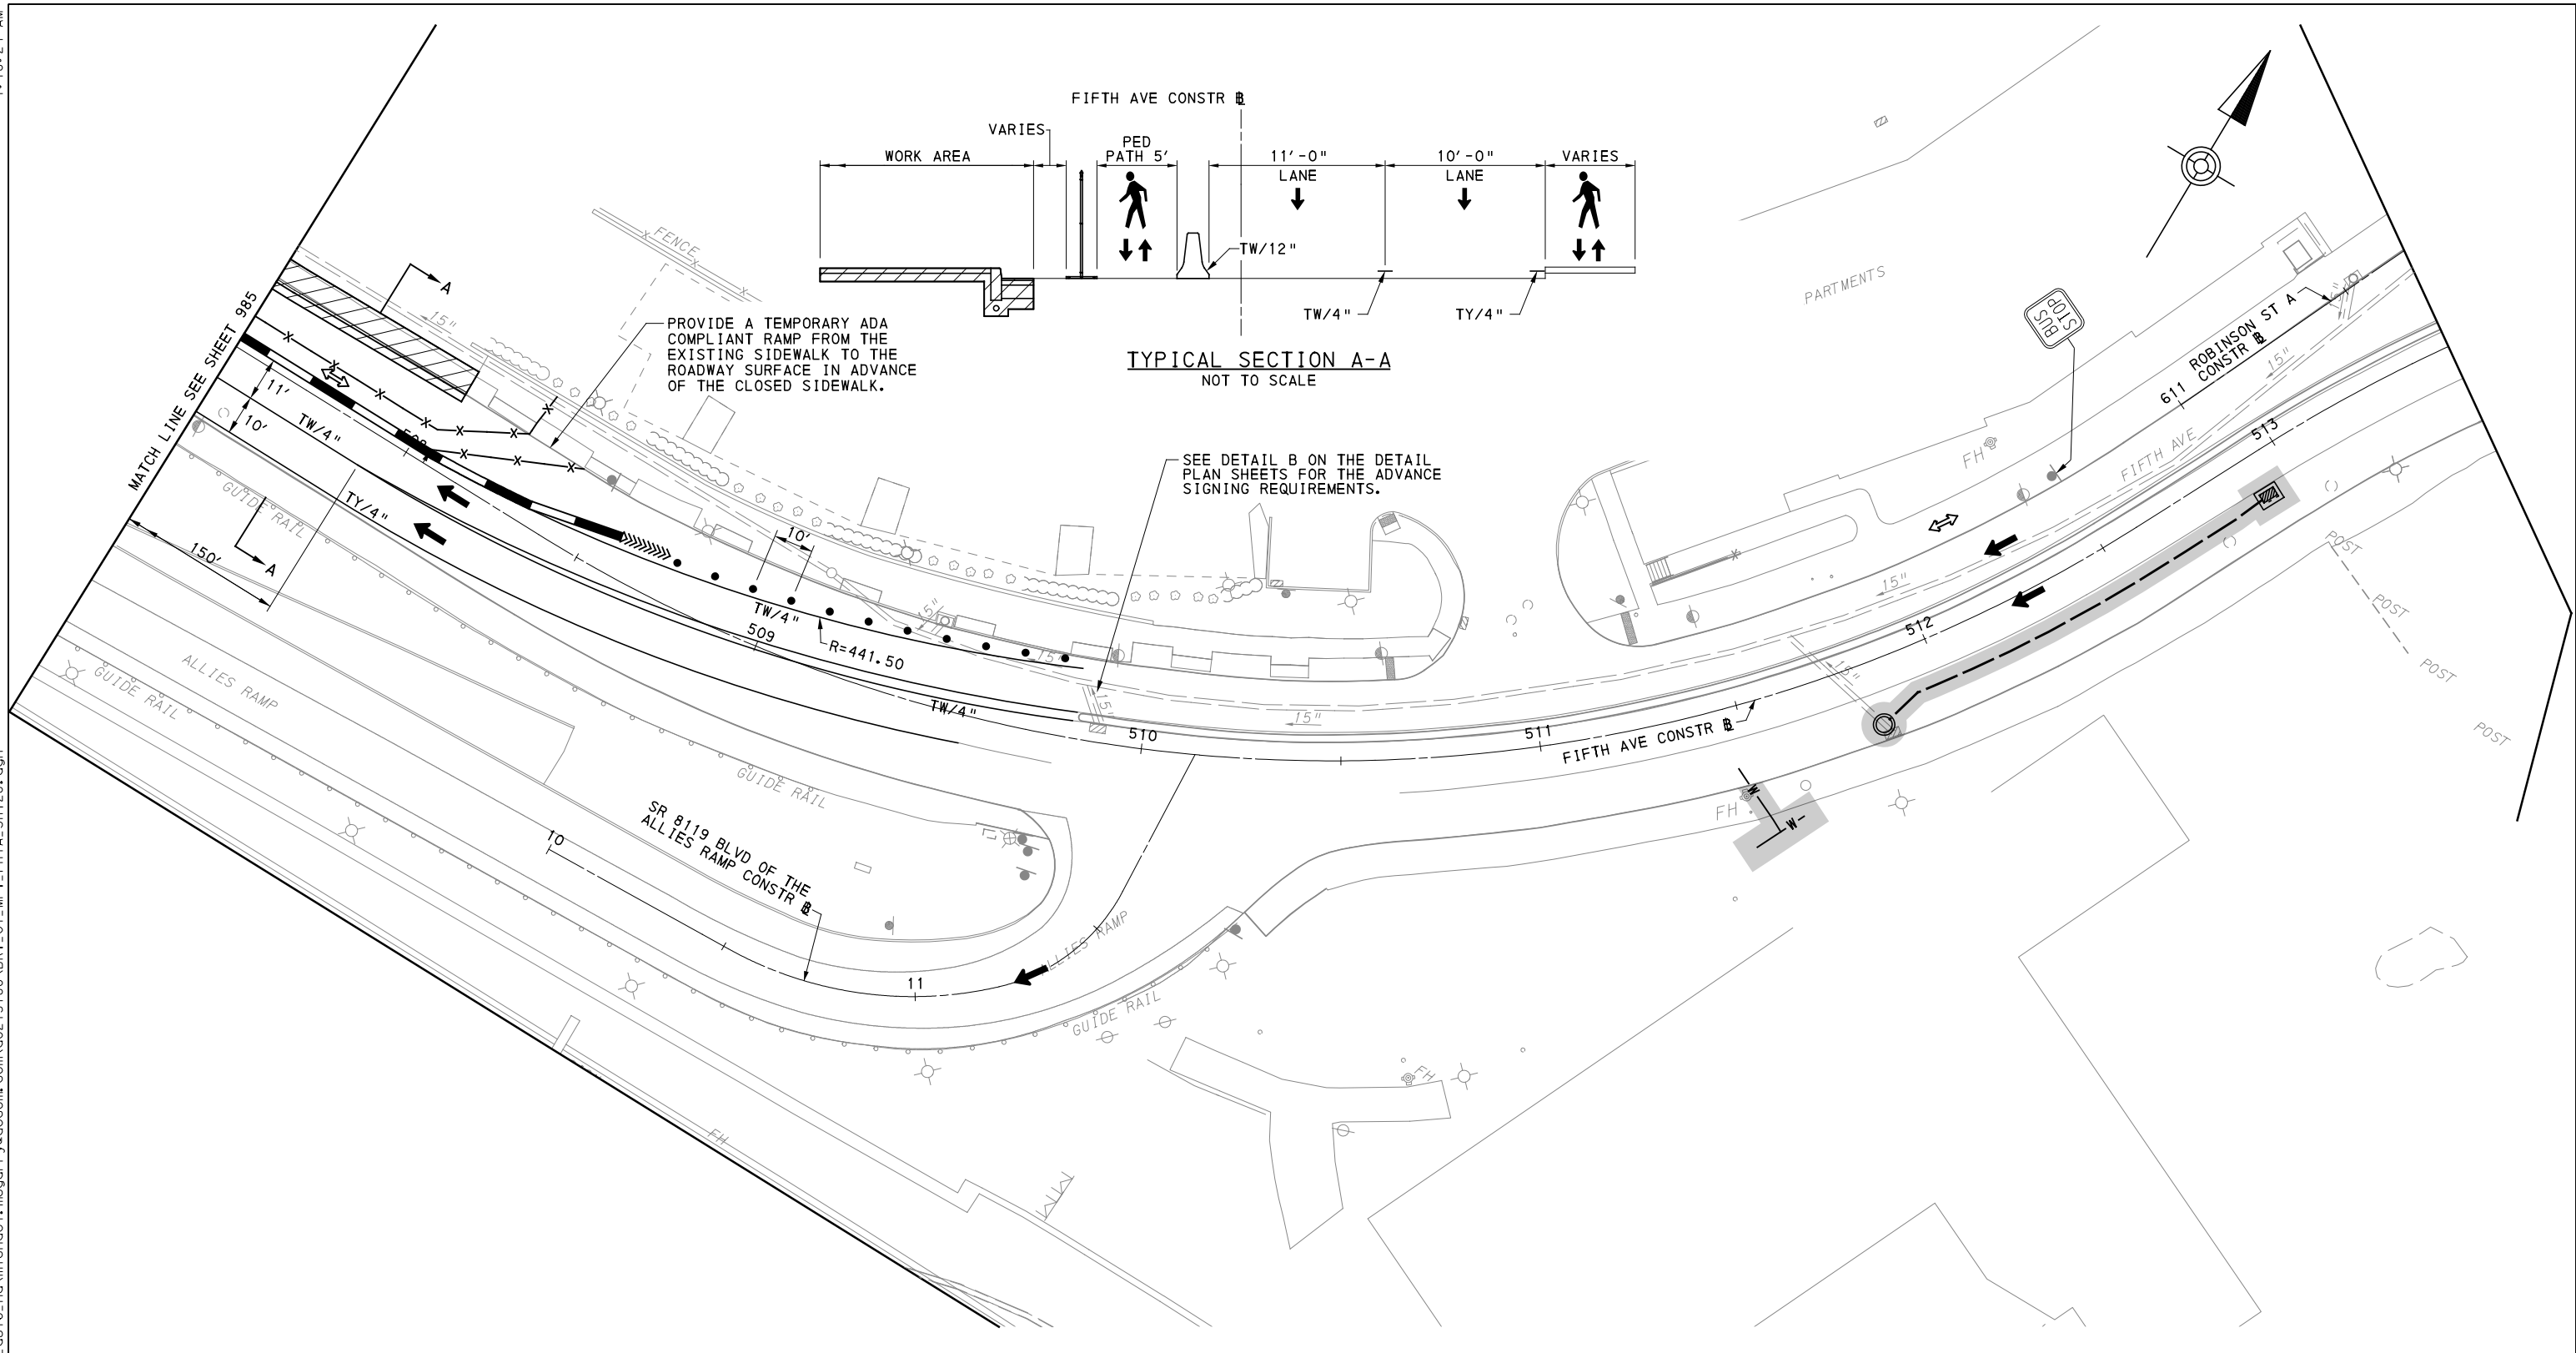 FIFTH AVE CONSTR ⅊
VARIES
WORK AREA
PED
PATH 5'
11'-0"
LANE
10'-0"
LANE
VARIES
TW/12"
TW/4"
TY/4"
TYPICAL SECTION A-A
NOT TO SCALE
FENCE
A
15"
PROVIDE A TEMPORARY ADA
COMPLIANT RAMP FROM THE
EXISTING SIDEWALK TO THE
ROADWAY SURFACE IN ADVANCE
OF THE CLOSED SIDEWALK.
MATCH LINE SEE SHEET 985
11'
10'
TW/4"
TY/4"
GUIDE RAIL
150'
A
SEE DETAIL B ON THE DETAIL
PLAN SHEETS FOR THE ADVANCE
SIGNING REQUIREMENTS.
10'
TW/4"
509
R=441.50
15"
15"
TW/4"
510
15"
15"
511
FIFTH AVE CONSTR ⅊
512
15"
15"
513
FIFTH AVE
15"
611
ROBINSON ST A
CONSTR ⅊
BUS
STOP
PARTMENTS
FH
POST
POST
POST
POST
FH
W
W
ALLIES RAMP
GUIDE RAIL
GUIDE RAIL
SR 8119 BLVD OF THE
ALLIES RAMP CONSTR ⅊
10
11
ALLIES RAMP
GUIDE RAIL
FH
FH